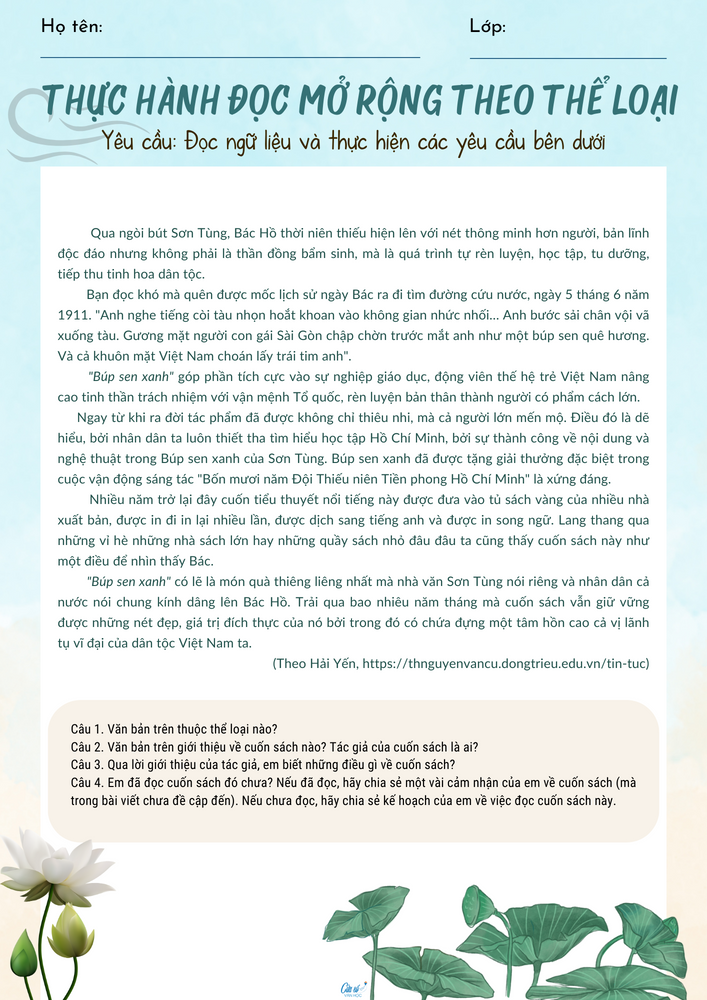 Họ tên:
Lớp:
THỰC HÀNH ĐỌC MỞ RỘNG THEO THỂ LOẠI
Yêu cầu: Đọc ngữ liệu và thực hiện các yêu cầu bên dưới
Qua ngòi bút Sơn Tùng, Bác Hồ thời niên thiếu hiện lên với nét thông minh hơn người, bản lĩnh
độc đáo nhưng không phải là thần đồng bẩm sinh, mà là quá trình tự rèn luyện, học tập, tu dưỡng,
tiếp thu tinh hoa dân tộc.
Bạn đọc khó mà quên được mốc lịch sử ngày Bác ra đi tìm đường cứu nước, ngày 5 tháng 6 năm
1911. "Anh nghe tiếng còi tàu nhọn hoắt khoan vào không gian nhức nhối... Anh bước sải chân vội vã
xuống tàu. Gương mặt người con gái Sài Gòn chập chờn trước mắt anh như một búp sen quê hương.
Và cả khuôn mặt Việt Nam choán lấy trái tim anh".
"Búp sen xanh" góp phần tích cực vào sự nghiệp giáo dục, động viên thế hệ trẻ Việt Nam nâng
cao tinh thần trách nhiệm với vận mệnh Tổ quốc, rèn luyện bản thân thành người có phẩm cách lớn.
Ngay từ khi ra đời tác phẩm đã được không chỉ thiêu nhi, mà cả người lớn mến mộ. Điều đó là dẽ
hiểu, bởi nhân dân ta luôn thiết tha tìm hiểu học tập Hồ Chí Minh, bởi sự thành công về nội dung và
nghệ thuật trong Búp sen xanh của Sơn Tùng. Búp sen xanh đã được tặng giải thưởng đặc biệt trong
cuộc vận động sáng tác "Bốn mươi năm Đội Thiếu niên Tiền phong Hồ Chí Minh" là xứng đáng.
Nhiều năm trở lại đây cuốn tiểu thuyết nổi tiếng này được đưa vào tủ sách vàng của nhiều nhà
xuất bản, được in đi in lại nhiều lần, được dịch sang tiếng anh và được in song ngữ. Lang thang qua
những vỉ hè những nhà sách lớn hay những quầy sách nhỏ đâu đâu ta cũng thấy cuốn sách này như
một điều để nhìn thấy Bác.
"Búp sen xanh" có lẽ là món quà thiêng liêng nhất mà nhà văn Sơn Tùng nói riêng và nhân dân cả
nước nói chung kính dâng lên Bác Hồ. Trải qua bao nhiêu năm tháng mà cuốn sách vẫn giữ vững
được những nét đẹp, giá trị đích thực của nó bởi trong đó có chứa đựng một tâm hồn cao cả vị lãnh
tụ vĩ đại của dân tộc Việt Nam ta.
(Theo Hải Yến, https://thnguyenvancu.dongtrieu.edu.vn/tin-tuc)
Câu 1. Văn bản trên thuộc thể loại nào?
Câu 2. Văn bản trên giới thiệu về cuốn sách nào? Tác giả của cuốn sách là ai?
Câu 3. Qua lời giới thiệu của tác giả, em biết những điều gì về cuốn sách?
Câu 4. Em đã đọc cuốn sách đó chưa? Nếu đã đọc, hãy chia sẻ một vài cảm nhận của em về cuốn sách (mà
trong bài viết chưa đề cập đến). Nếu chưa đọc, hãy chia sẻ kế hoạch của em về việc đọc cuốn sách này.